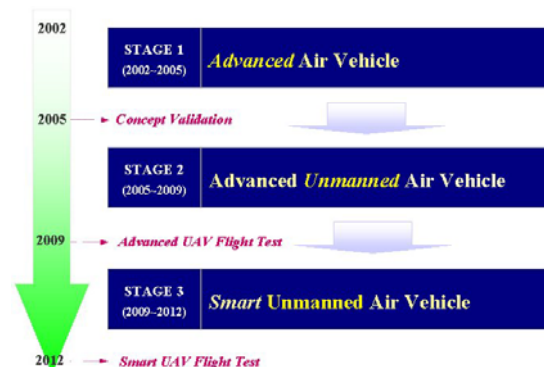 2002
STAGE 1
(2002~2005)
Advanced Air Vehicle
2005
Concept Validation
STAGE 2
(2005~2009)
Advanced Unmanned Air Vehicle
2009
Advanced UAV Flight Test
STAGE 3
(2009~2012)
Smart Unmanned Air Vehicle
2012
Smart UAV Flight Test